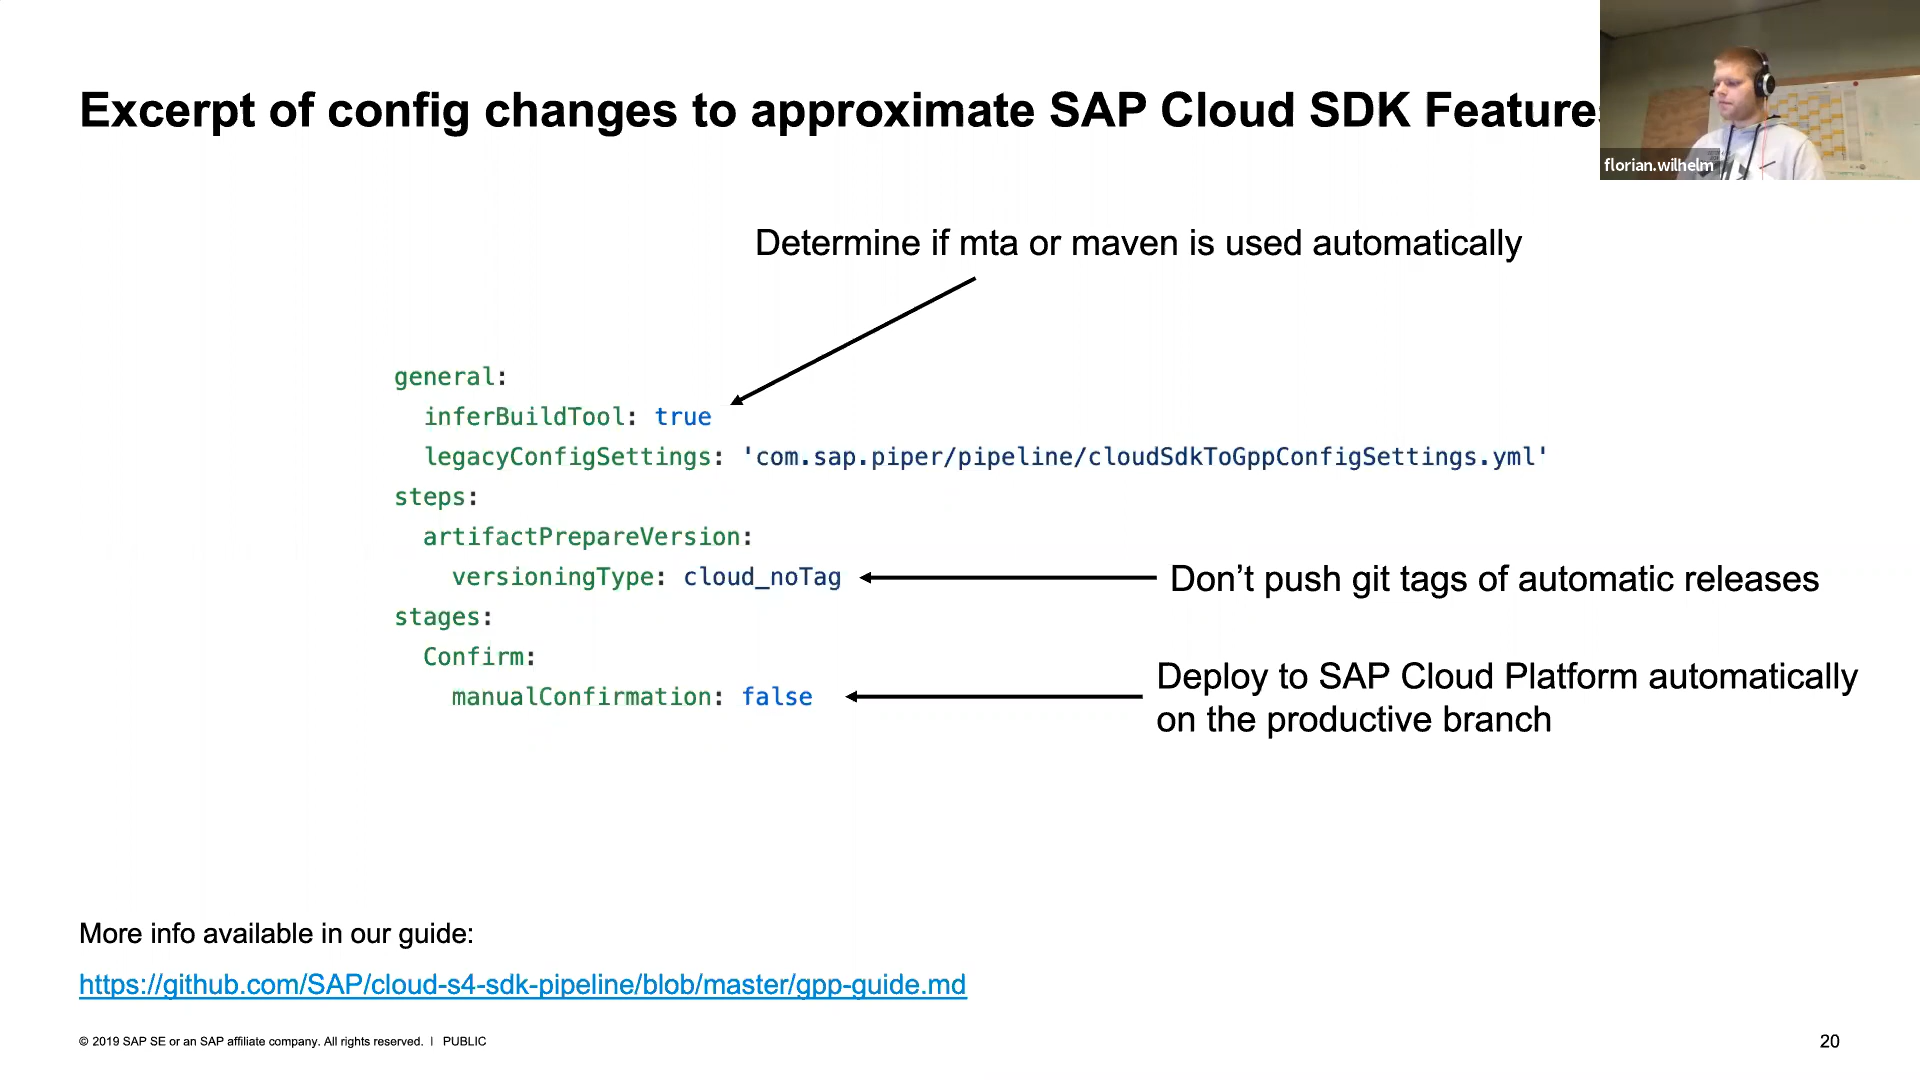 Excerpt of config changes to approximate SAP Cloud SDK Features
florian.wilhelm
Determine if mta or maven is used automatically
general:
inferBuildTool: true
legacyConfigSettings: 'com.sap.piper/pipeline/cloudSdkToGppConfigSettings.yml'
steps:
artifactPrepareVersion:
versioningType: cloud_noTag
Don’t push git tags of automatic releases
stages:
Confirm:
manualConfirmation: false
Deploy to SAP Cloud Platform automatically
on the productive branch
More info available in our guide:
https://github.com/SAP/cloud-s4-sdk-pipeline/blob/master/gpp-guide.md
© 2019 SAP SE or an SAP affiliate company. All rights reserved. | PUBLIC
20